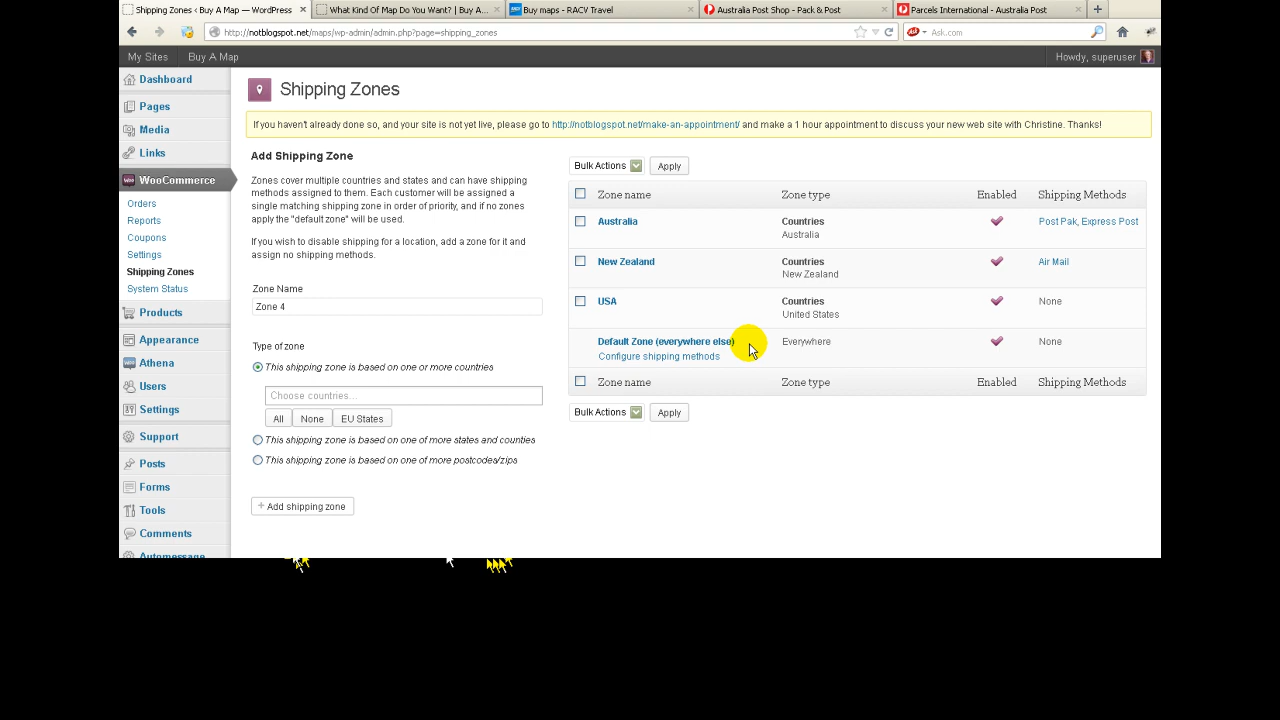 Shipping Zones ‹ Buy A Map — WordPress
What Kind Of Map Do You Want? | Buy A...
Buy maps - RACV Travel
Australia Post Shop - Pack & Post
Parcels International - Australia Post
http://notblogspot.net/maps/wp-admin/admin.php?page=shipping_zones
Ask.com
My Sites
Buy A Map
Howdy, superuser
Dashboard
Pages
Media
Links
WooCommerce
Orders
Reports
Coupons
Settings
Shipping Zones
System Status
Products
Appearance
Athena
Users
Settings
Support
Posts
Forms
Tools
Comments
Automessage
Shipping Zones
If you haven't already done so, and your site is not yet live, please go to http://notblogspot.net/make-an-appointment/ and make a 1 hour appointment to discuss your new web site with Christine. Thanks!
Add Shipping Zone
Zones cover multiple countries and states and can have shipping
methods assigned to them. Each customer will be assigned a
single matching shipping zone in order of priority, and if no zones
apply the "default zone" will be used.
If you wish to disable shipping for a location, add a zone for it and
assign no shipping methods.
Zone Name
Zone 4
Type of zone
This shipping zone is based on one or more countries
Choose countries...
All None EU States
This shipping zone is based on one of more states and counties
This shipping zone is based on one of more postcodes/zips
+ Add shipping zone
Bulk Actions Apply
Zone name Zone type Enabled Shipping Methods
Australia Countries Post Pak, Express Post
Australia
New Zealand Countries Air Mail
New Zealand
USA Countries None
United States
Default Zone (everywhere else) Everywhere None
Configure shipping methods
Zone name Zone type Enabled Shipping Methods
Bulk Actions Apply